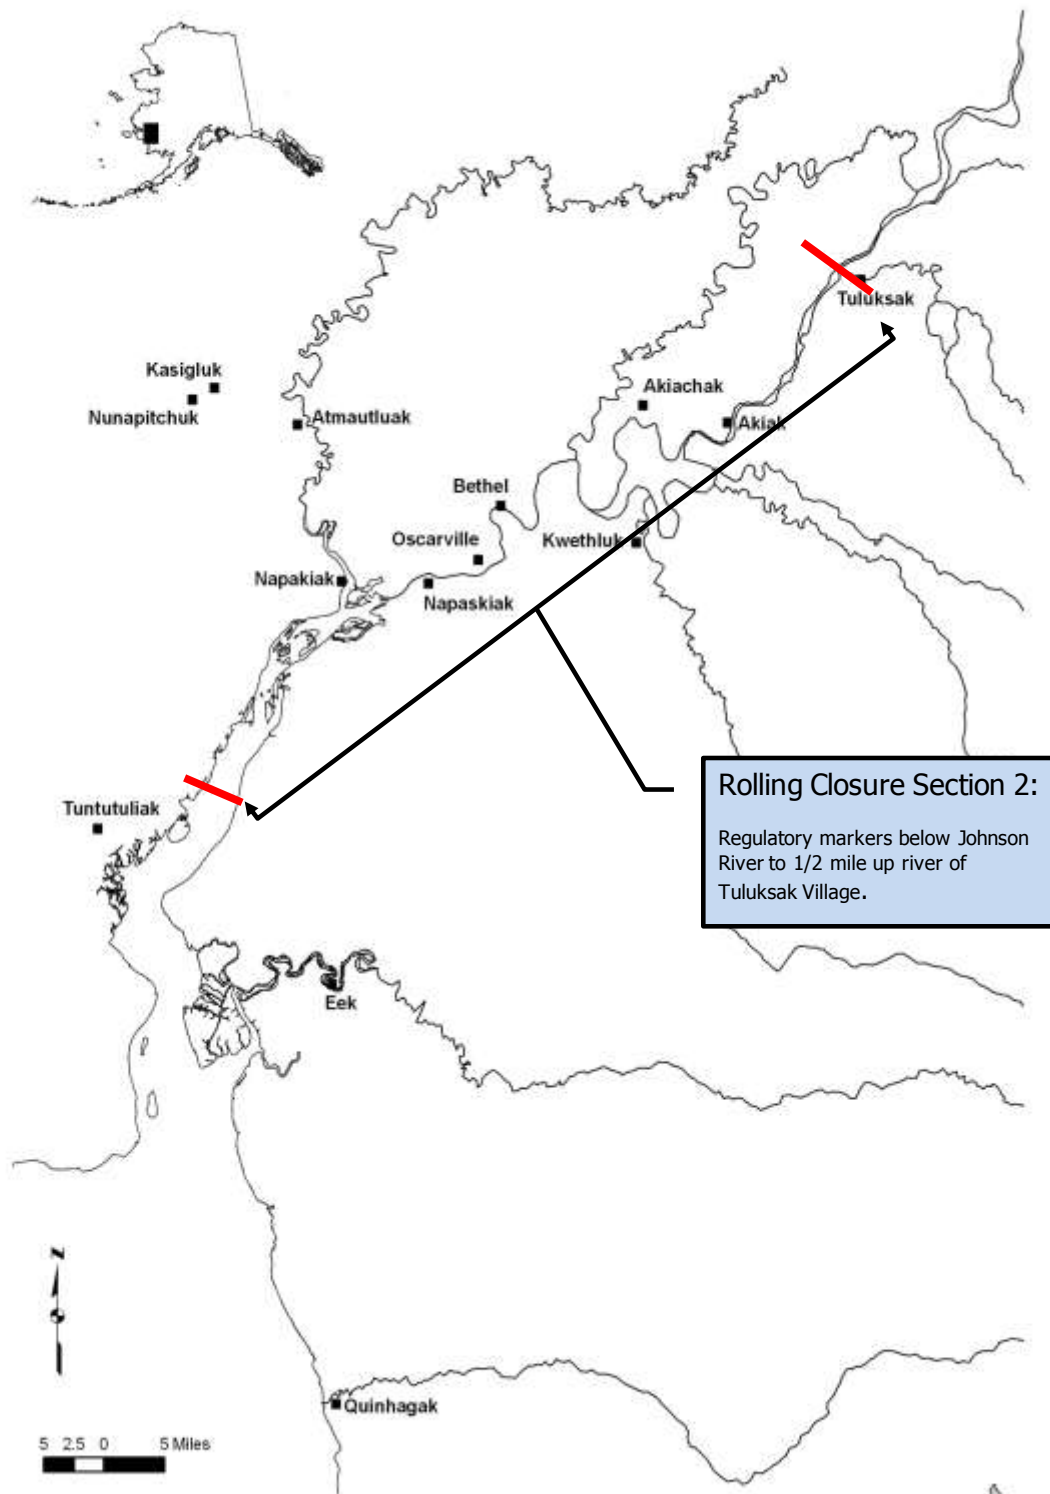 Tuluksak
Kasigluk
Akiachak
Nunapitchuk
Atmautluak
Akiak
Bethel
Oscarville
Kwethluk
Napakiak
Napaskiak
Rolling Closure Section 2:
Regulatory markers below Johnson
River to 1/2 mile up river of
Tuluksak Village.
Tuntutuliak
Eek
N
Quinhagak
5 2.5 0 5 Miles